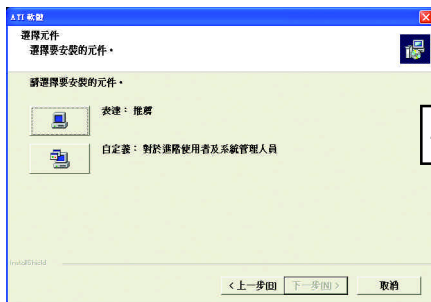 ATI 軟體
選擇元件
選擇要安裝的元件。
請選擇要安裝的元件。
表達： 推薦
自定義： 對於進階使用者及系統管理人員
InstallShield
< 上一步(B)
下一步(N) >
取消